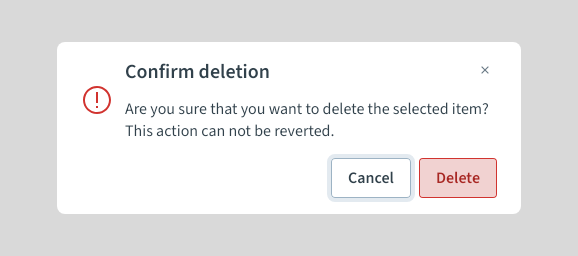 Confirm deletion
Are you sure that you want to delete the selected item?
This action can not be reverted.
Cancel Delete